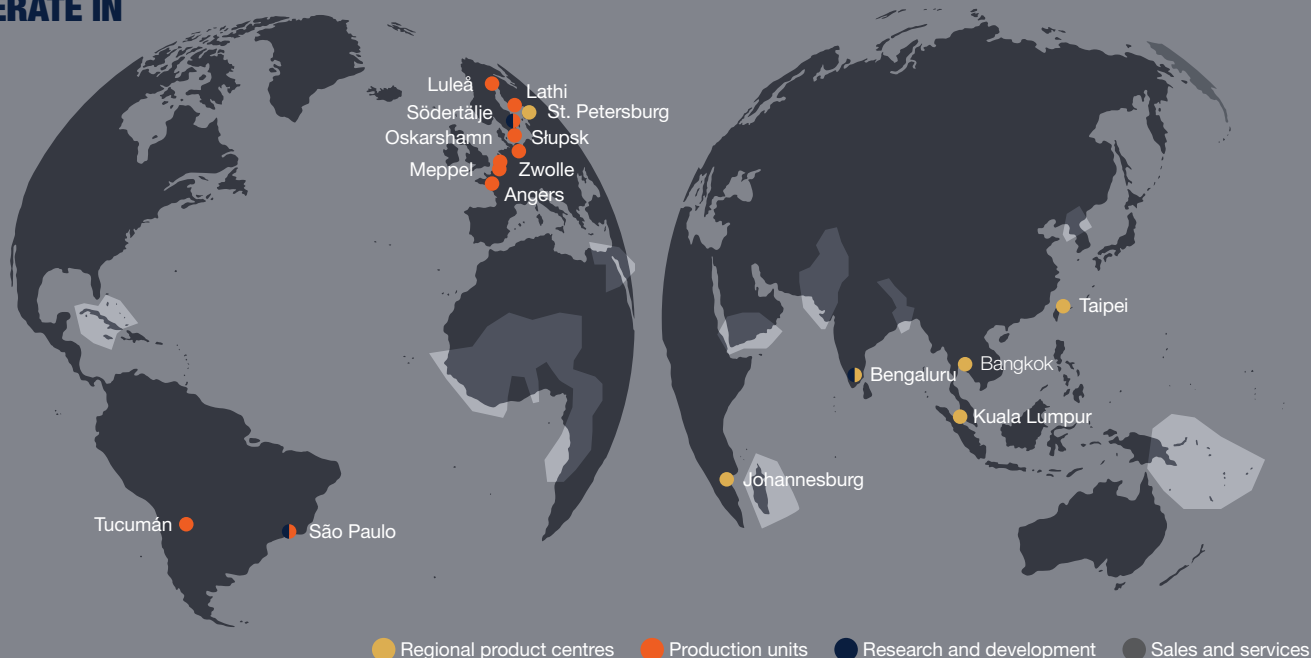 ERATE IN
Luleå
Lathi
Södertälje
St. Petersburg
Oskarshamn
Słupsk
Meppel
Zwolle
Angers
Taipei
Bangkok
Bengaluru
Kuala Lumpur
Johannesburg
Tucumán
São Paulo
Regional product centres Production units Research and development Sales and services